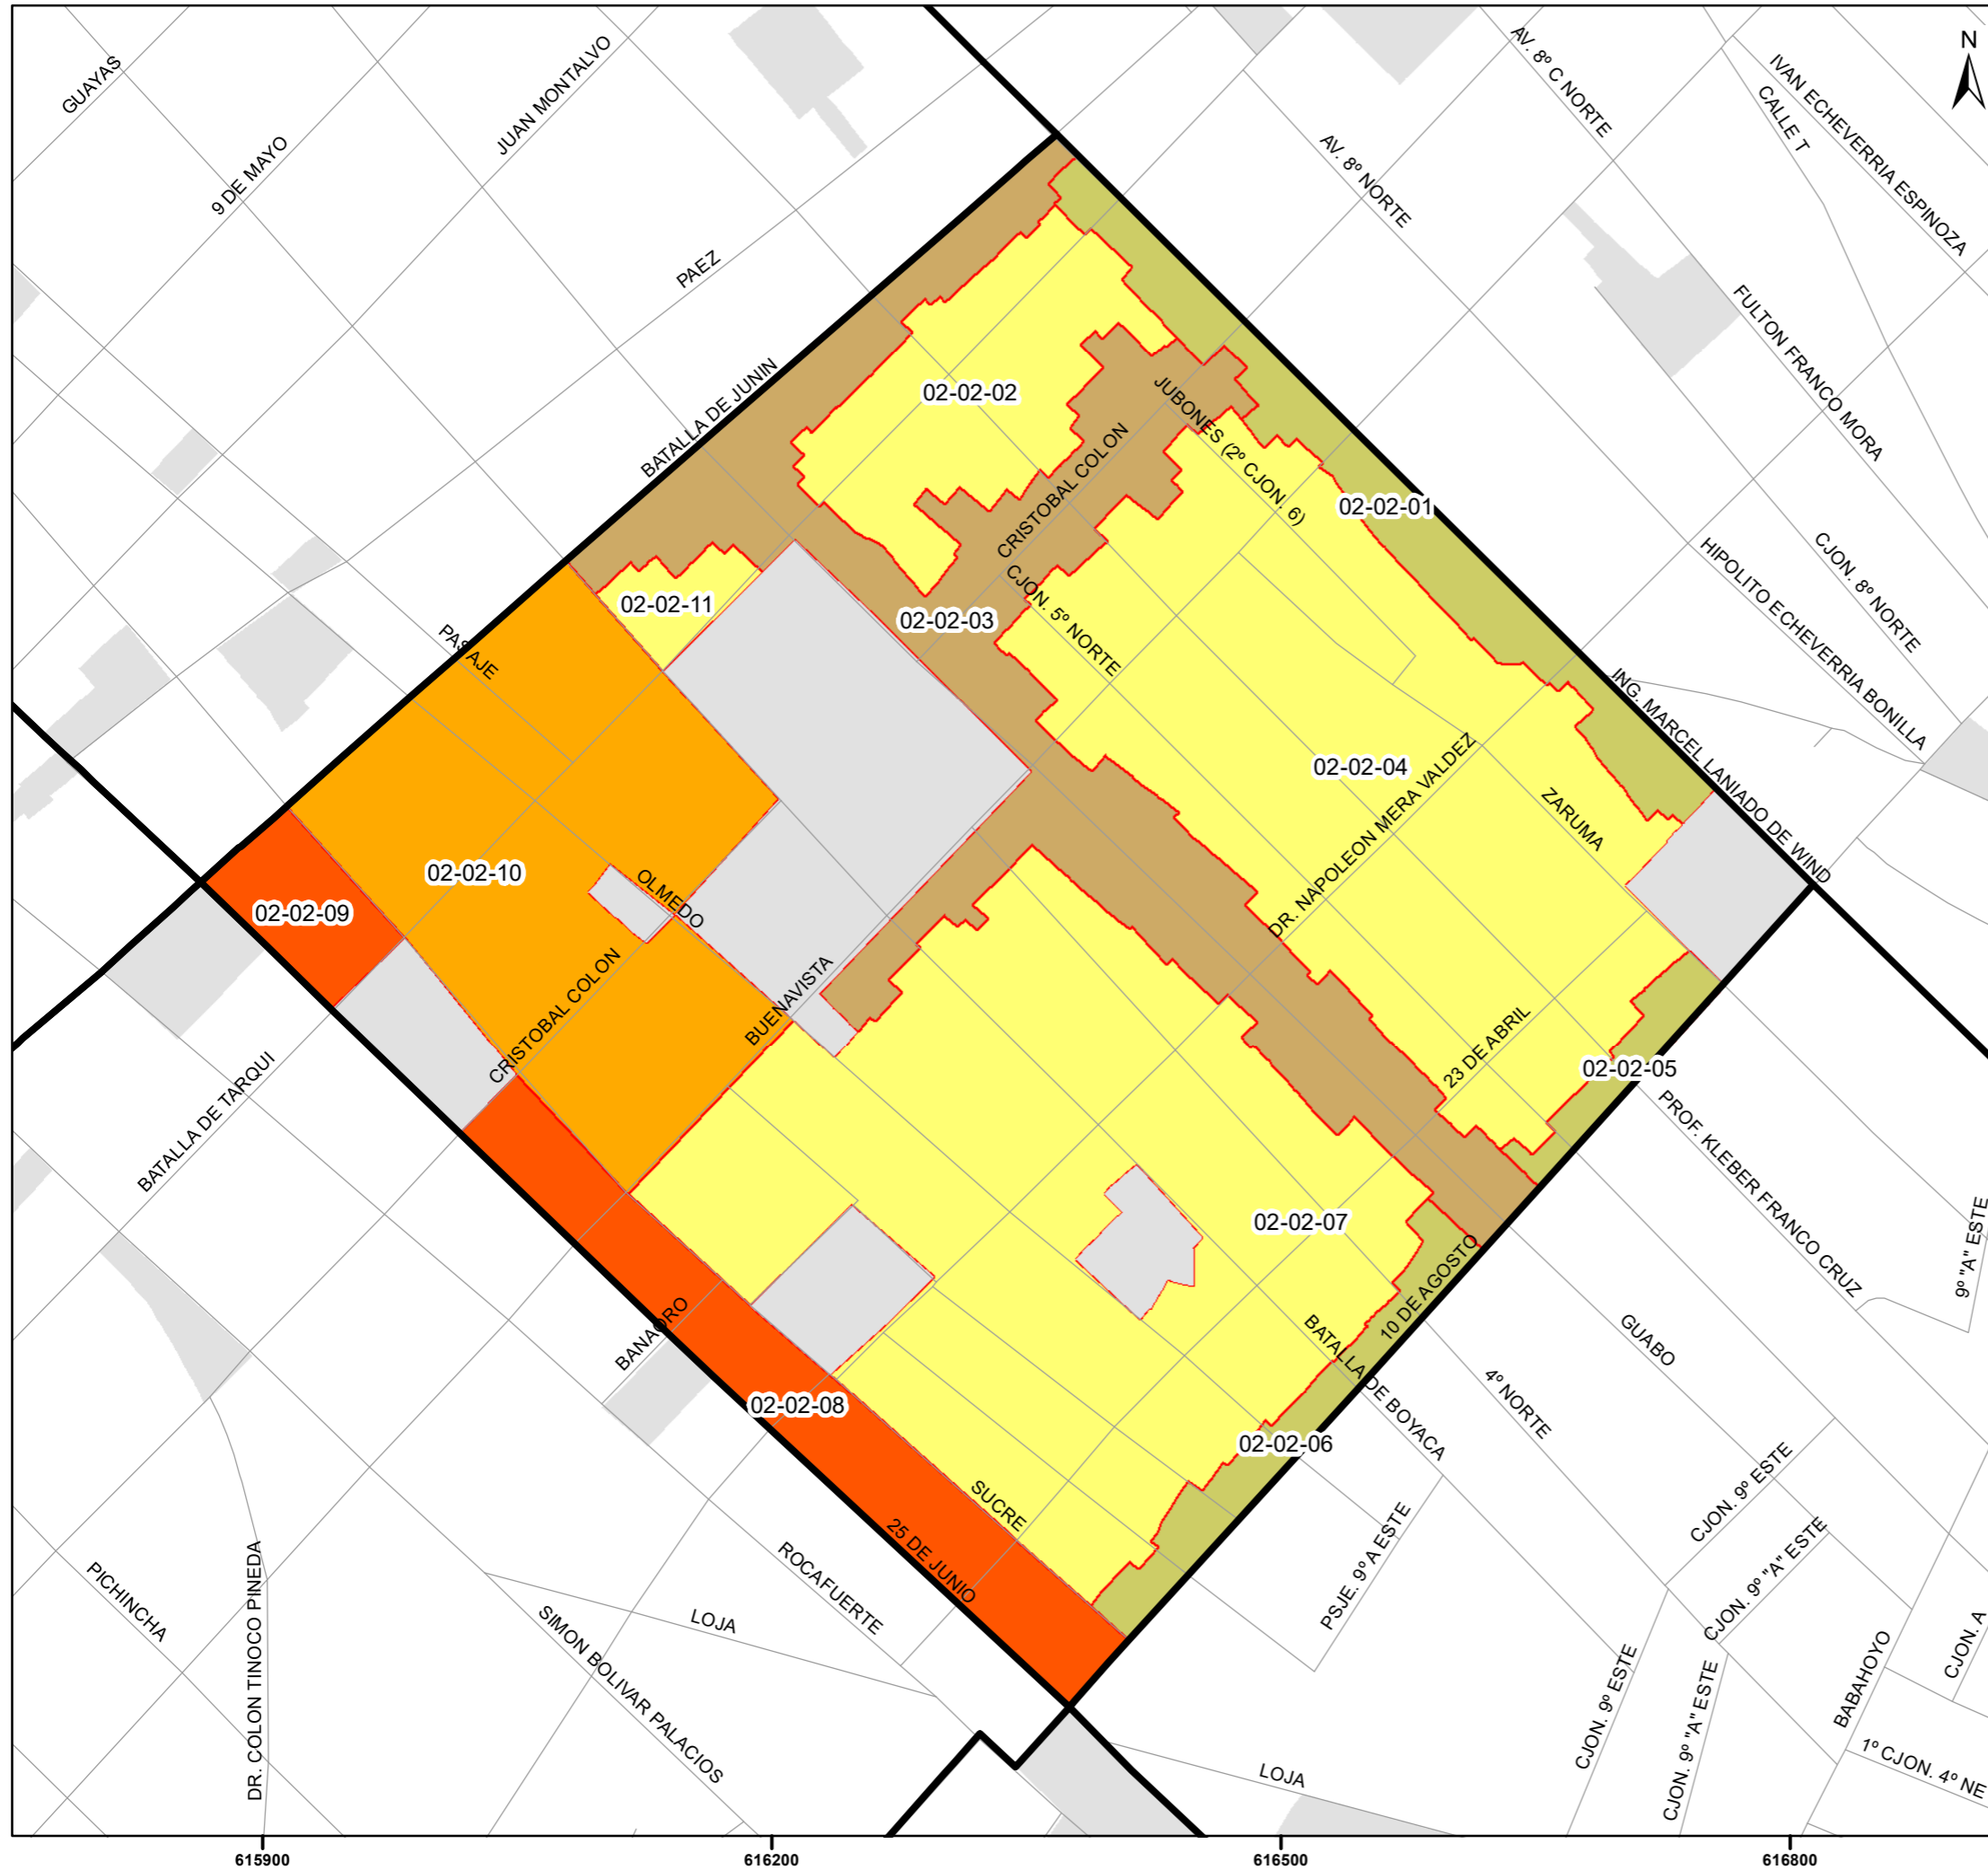 N
GUAYAS
9 DE MAYO
JUAN MONTALVO
PAEZ
BATALLA DE JUNIN
AV. 8º C NORTE
AV. 8º NORTE
CALLE T
IVAN ECHEVERRIA ESPINOZA
FULTON FRANCO MORA
02-02-02
JUBONES (2º CJON. 6)
CRISTOBAL COLON
02-02-01
HIPOLITO ECHEVERRIA BONILLA
CJON. 8º NORTE
02-02-11
02-02-03
CJON. 5º NORTE
PASAJE
ING. MARCEL LANIADO DE WIND
02-02-04
DR. NAPOLEON MERA VALDEZ
ZARUMA
02-02-10
02-02-09
OLMEDO
CRISTOBAL COLON
BUENAVISTA
23 DE ABRIL
02-02-05
BATALLA DE TARQUI
PROF. KLEBER FRANCO CRUZ
9º "A" ESTE
02-02-07
10 DE AGOSTO
BANAORO
BATALLA DE BOYACA
GUABO
4º NORTE
02-02-08
02-02-06
SUCRE
25 DE JUNIO
CJON. 9º ESTE
CJON. 9º "A" ESTE
PSJE. 9º A ESTE
PICHINCHA
DR. COLON TINOCO PINEDA
ROCAFUERTE
LOJA
SIMON BOLIVAR PALACIOS
CJON. 9º ESTE
CJON. 9º "A" ESTE
BABAHOYO
CJON. A
LOJA
1º CJON. 4º NE
615900
616200
616500
616800